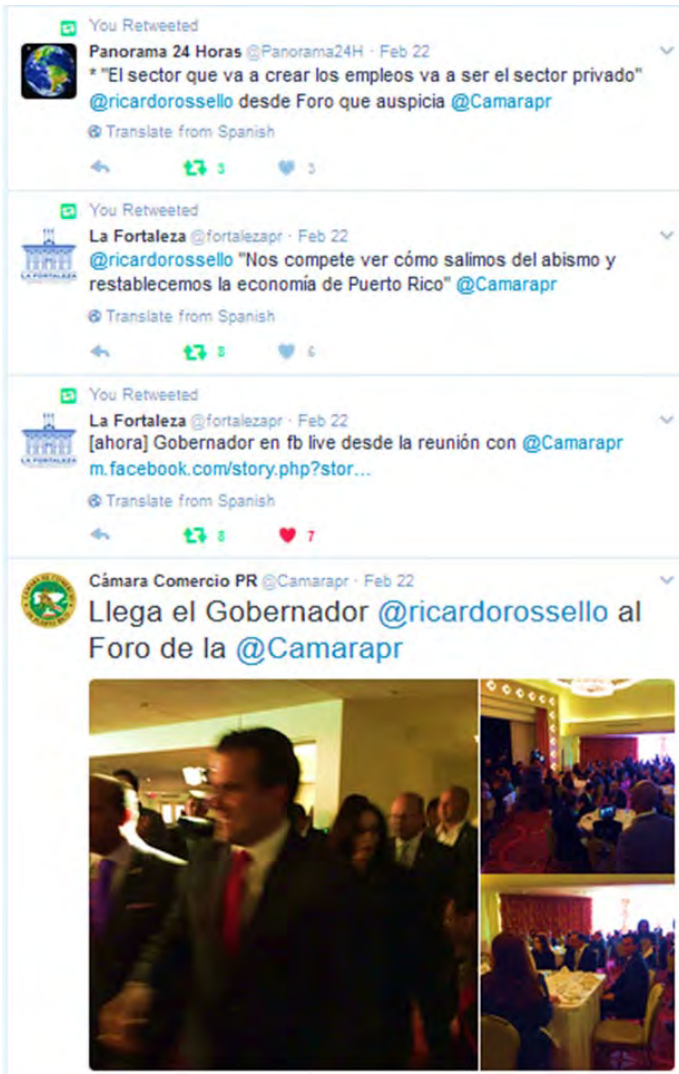 You Retweeted
Panorama 24 Horas @Panorama24H · Feb 22
* "El sector que va a crear los empleos va a ser el sector privado"
@ricardorossello desde Foro que auspicia @Camarapr
Translate from Spanish
3 3
You Retweeted
La Fortaleza @fortalezapr · Feb 22
@ricardorossello "Nos compete ver cómo salimos del abismo y
restablecemos la economía de Puerto Rico" @Camarapr
LA FORTALEZA
Translate from Spanish
8 6
You Retweeted
La Fortaleza @fortalezapr · Feb 22
[ahora] Gobernador en fb live desde la reunión con @Camarapr
m.facebook.com/story.php?stor...
LA FORTALEZA
Translate from Spanish
8 7
Cámara Comercio PR @Camarapr · Feb 22
Llega el Gobernador @ricardorossello al
Foro de la @Camarapr